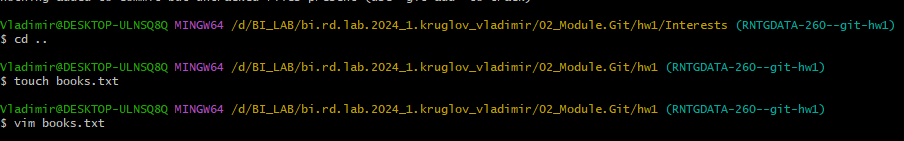 Vladimir@DESKTOP-ULNSQ8Q MINGW64 /d/BI_LAB/bi.rd.lab.2024_1.kruglov_vladimir/02_Module.Git/hw1/Interests (RNTGDATA-260--git-hw1)
$ cd ..
Vladimir@DESKTOP-ULNSQ8Q MINGW64 /d/BI_LAB/bi.rd.lab.2024_1.kruglov_vladimir/02_Module.Git/hw1 (RNTGDATA-260--git-hw1)
$ touch books.txt
Vladimir@DESKTOP-ULNSQ8Q MINGW64 /d/BI_LAB/bi.rd.lab.2024_1.kruglov_vladimir/02_Module.Git/hw1 (RNTGDATA-260--git-hw1)
$ vim books.txt